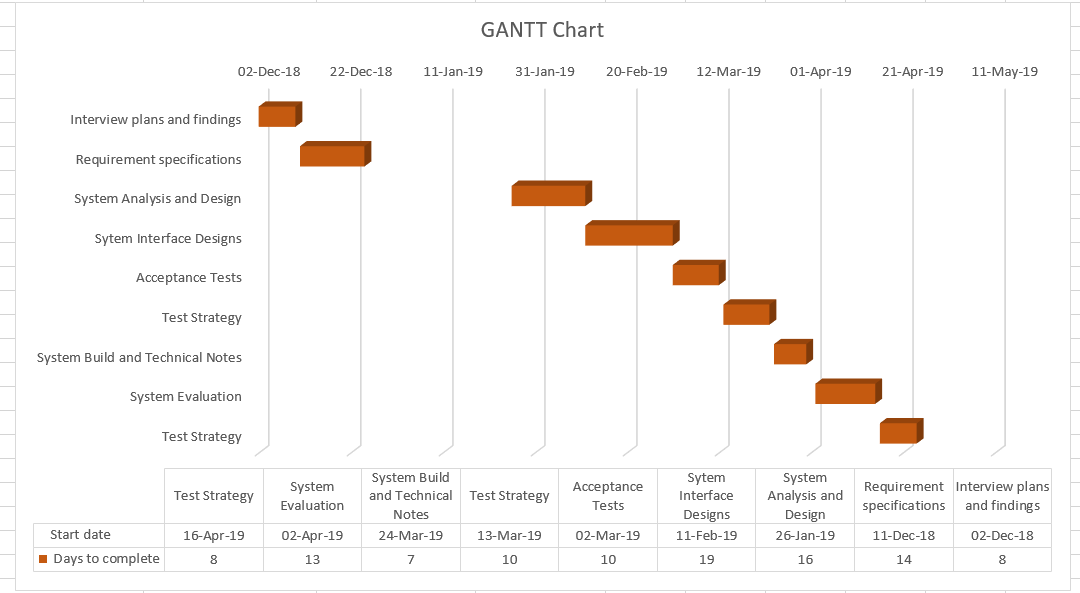 GANTT Chart
02-Dec-18 22-Dec-18 11-Jan-19 31-Jan-19 20-Feb-19 12-Mar-19 01-Apr-19 21-Apr-19 11-May-19
Interview plans and findings
Requirement specifications
System Analysis and Design
Sytem Interface Designs
Acceptance Tests
Test Strategy
System Build and Technical Notes
System Evaluation
Test Strategy
Test Strategy
System
Evaluation
System Build
and Technical
Notes
Test Strategy
Acceptance
Tests
Sytem
Interface
Designs
System
Analysis and
Design
Requirement
specifications
Interview plans
and findings
Start date 16-Apr-19 02-Apr-19 24-Mar-19 13-Mar-19 02-Mar-19 11-Feb-19 26-Jan-19 11-Dec-18 02-Dec-18
Days to complete 8 13 7 10 10 19 16 14 8